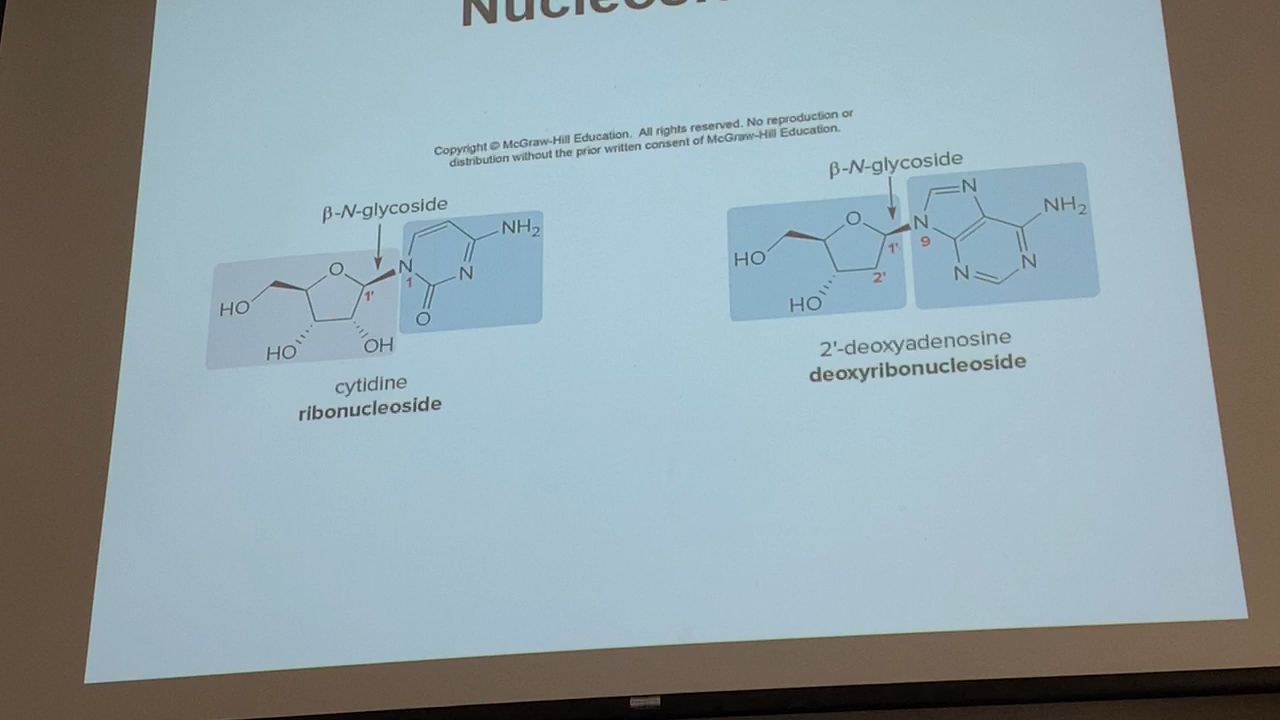 Copyright © McGraw-Hill Education. All rights reserved. No reproduction or
distribution without the prior written consent of McGraw-Hill Education.
β-N-glycoside
NH₂
O
N
1
1'
N
HO
O
HO
OH
cytidine
ribonucleoside
β-N-glycoside
N
NH₂
O
N
9
1'
HO
2'
N
N
HO
2'-deoxyadenosine
deoxyribonucleoside